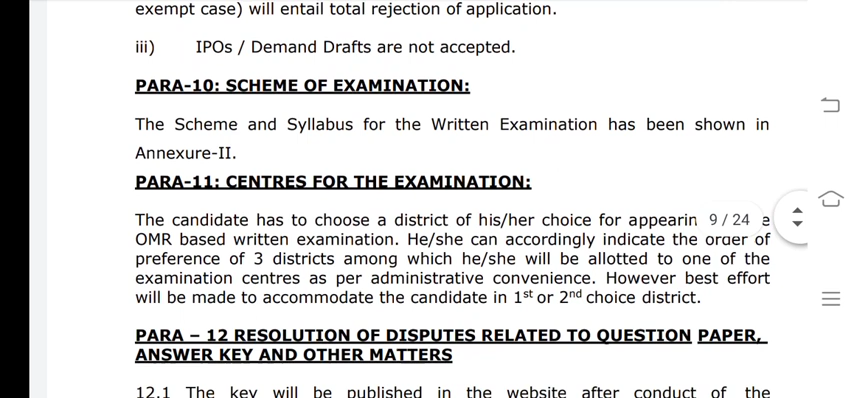 exempt case) will entail total rejection of application.
iii) IPOs / Demand Drafts are not accepted.
PARA-10: SCHEME OF EXAMINATION:
The Scheme and Syllabus for the Written Examination has been shown in
Annexure-II.
PARA-11: CENTRES FOR THE EXAMINATION:
The candidate has to choose a district of his/her choice for appearin 9 / 24 e
OMR based written examination. He/she can accordingly indicate the order of
preference of 3 districts among which he/she will be allotted to one of the
examination centres as per administrative convenience. However best effort
will be made to accommodate the candidate in 1st or 2nd choice district.
PARA – 12 RESOLUTION OF DISPUTES RELATED TO QUESTION PAPER,
ANSWER KEY AND OTHER MATTERS
12.1 The key will be published in the website after conduct of the